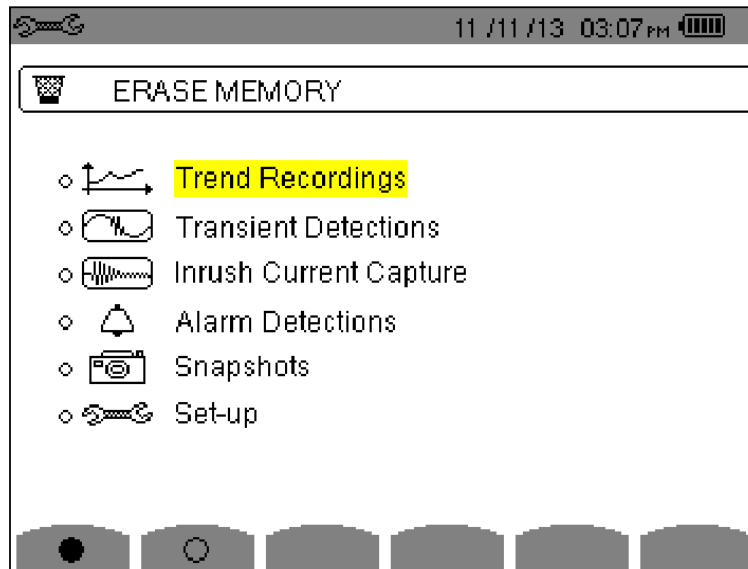 11 /11 /13 03:07 PM
ERASE MEMORY
Trend Recordings
Transient Detections
Inrush Current Capture
Alarm Detections
Snapshots
Set-up